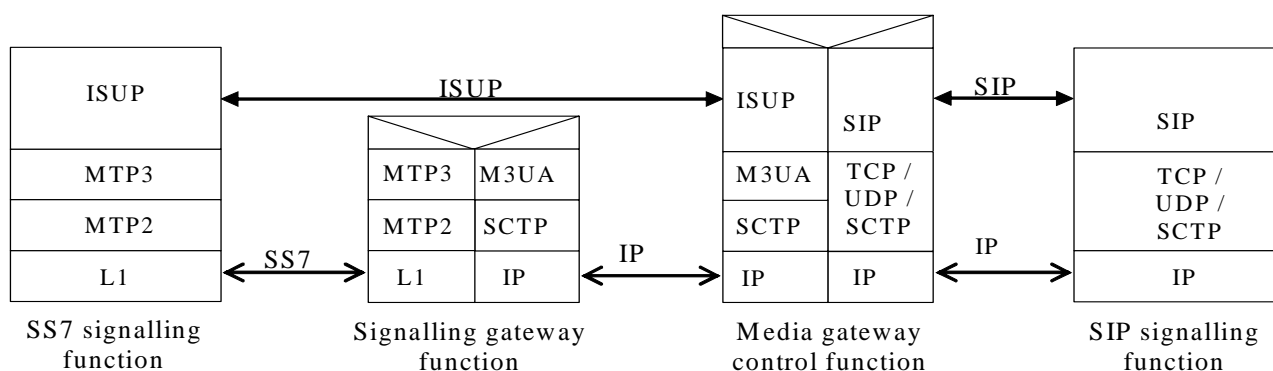 ISUP
MTP3
MTP2
L1
SS7 signalling
function
ISUP
SS7
MTP3 M3UA
MTP2 SCTP
L1 IP
Signalling gateway
function
IP
ISUP
SIP
M3UA
SCTP
TCP /
UDP /
SCTP
IP IP
Media gateway
control function
SIP
IP
SIP
TCP /
UDP /
SCTP
IP
SIP signalling
function